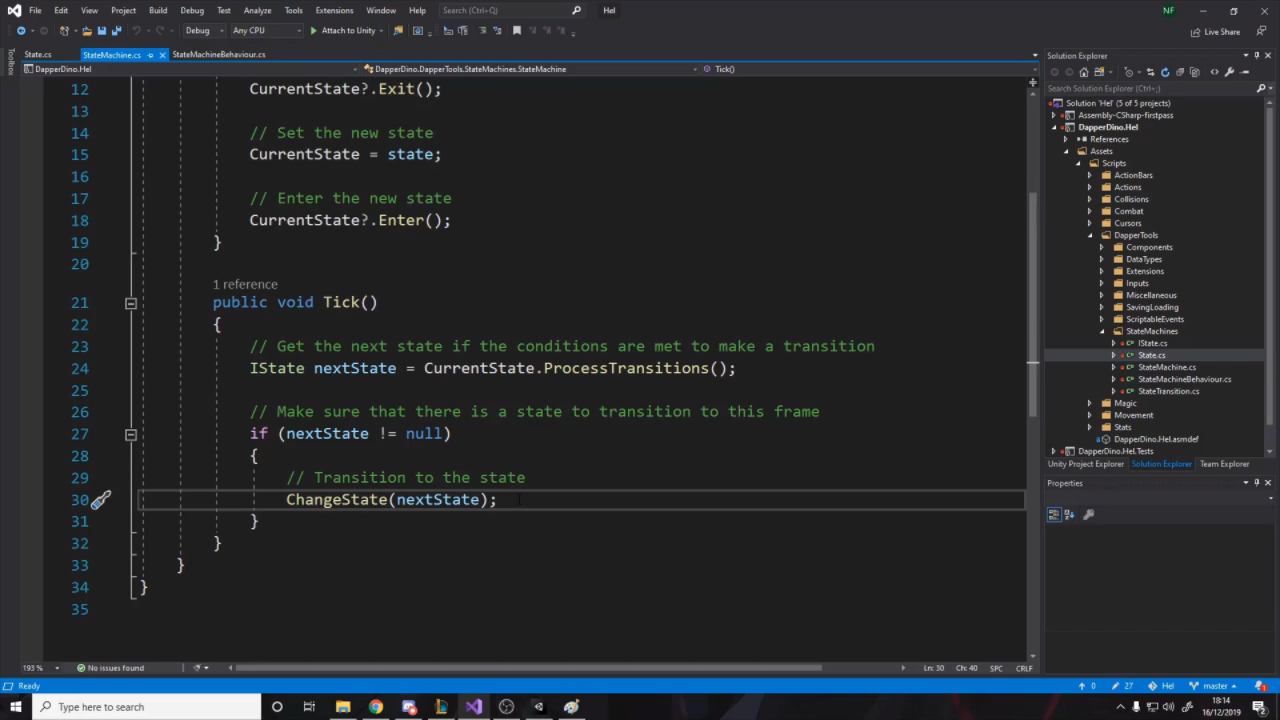 File Edit View Project Build Debug Test Analyze Tools Extensions Window Help Search (Ctrl+Q) Hel NF
Debug Any CPU Attach to Unity Live Share
State.cs StateMachine.cs StateMachineBehaviour.cs
DapperDino.Hel DapperDino.DapperTools.StateMachines.StateMachine Tick()
12 CurrentState?.Exit();
13
14 // Set the new state
15 CurrentState = state;
16
17 // Enter the new state
18 CurrentState?.Enter();
19 }
20
1 reference
21 public void Tick()
22 {
23 // Get the next state if the conditions are met to make a transition
24 IState nextState = CurrentState.ProcessTransitions();
25
26 // Make sure that there is a state to transition to this frame
27 if (nextState != null)
28 {
29 // Transition to the state
30 ChangeState(nextState);
31 }
32 }
33 }
34 }
35
193 % No issues found Ln: 30 Ch: 40 SPC CRLF
Toolbox
Solution Explorer
Search Solution Explorer (Ctrl+;)
Solution 'Hel' (5 of 5 projects)
Assembly-CSharp-firstpass
DapperDino.Hel
References
Assets
Scripts
ActionBars
Actions
Collisions
Combat
Cursors
DapperTools
Components
DataTypes
Extensions
Inputs
Miscellaneous
SavingLoading
ScriptableEvents
StateMachines
IState.cs
State.cs
StateMachine.cs
StateMachineBehaviour.cs
StateTransition.cs
Magic
Movement
Stats
DapperDino.Hel.asmdef
DapperDino.Hel.Tests
Unity Project Explorer Solution Explorer Team Explorer
Properties
Ready 0 27 Hel master 1
Type here to search 18:14
16/12/2019 2